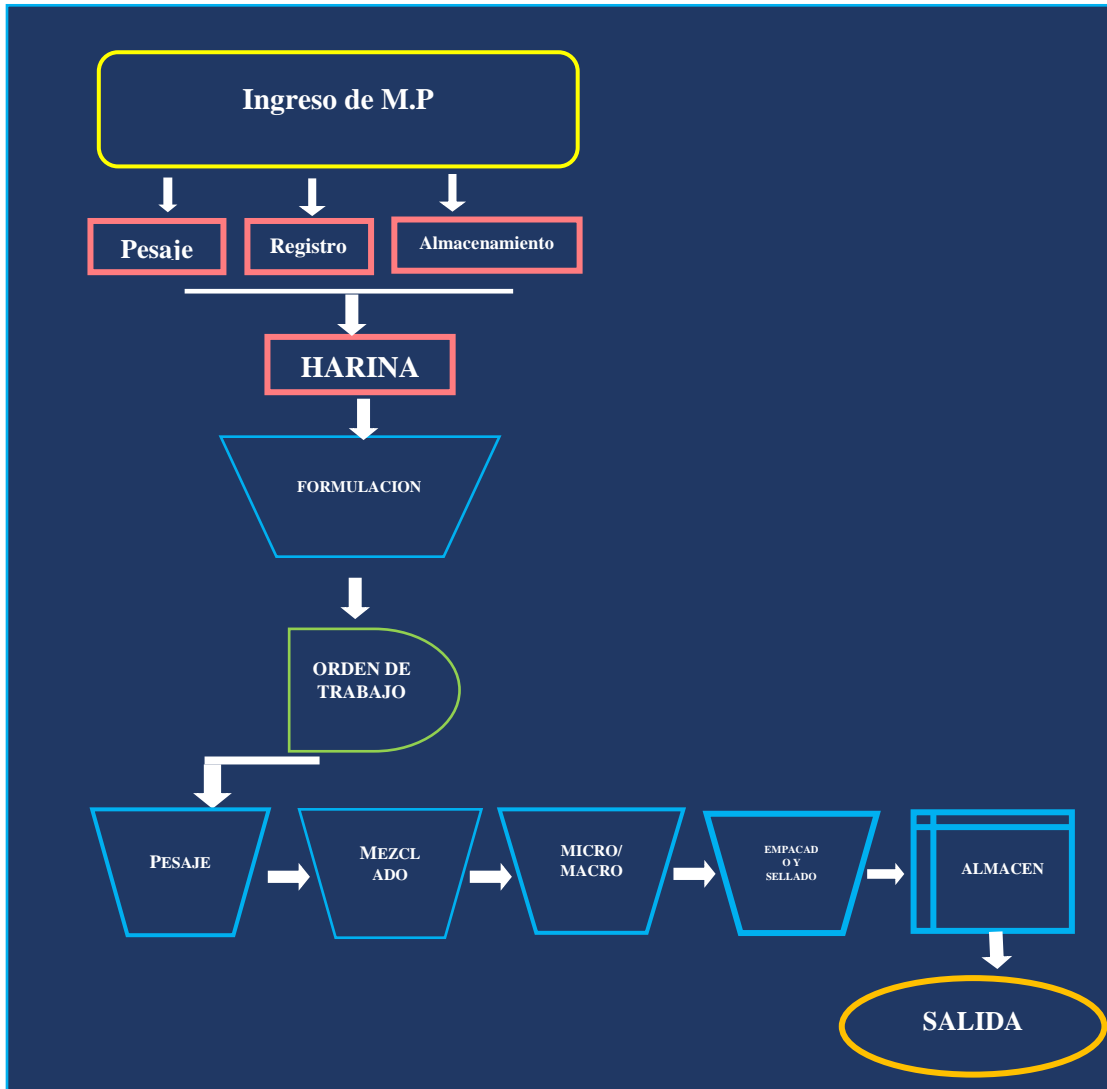 Ingreso de M.P
Pesaje
Registro
Almacenamiento
HARINA
FORMULACION
ORDEN DE
TRABAJO
PESAJE
MEZCL
ADO
MICRO/
MACRO
EMPACAD
O Y
SELLADO
ALMACEN
SALIDA